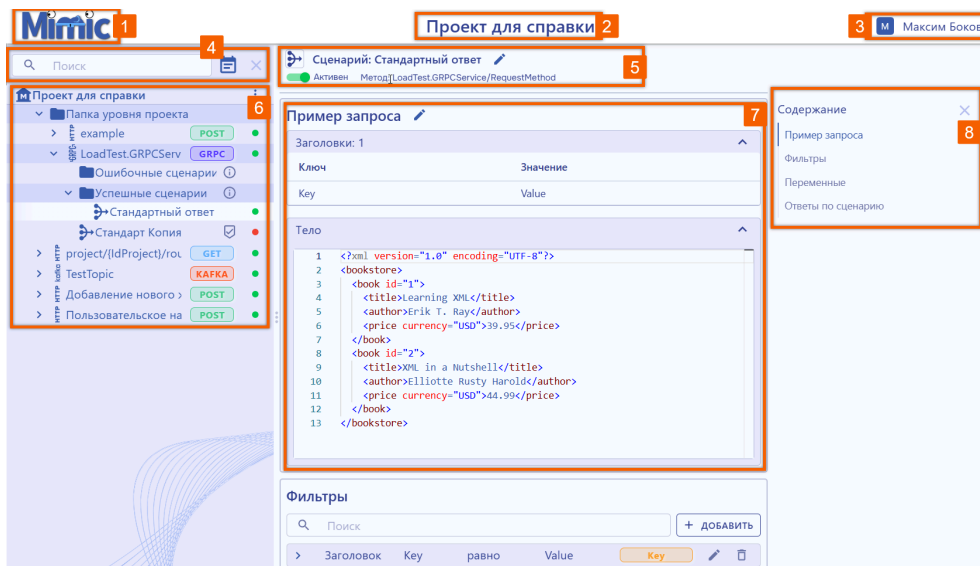 Mimic 1
Проект для справки 2
3 M Максим Боков
4
Поиск
Сценарий: Стандартный ответ
Активен Метод: LoadTest.GRPCService/RequestMethod
5
M Проект для справки
6
Папка уровня проекта
HTTP example POST
GRPC LoadTest.GRPCServ GRPC
Ошибочные сценарии
Успешные сценарии
Стандартный ответ
Стандарт Копия
HTTP project/{IdProject}/rou GET
kafka TestTopic KAFKA
HTTP Добавление нового POST
HTTP Пользовательское на POST
Пример запроса
7
Заголовки: 1
Ключ Значение
Key Value
Тело
1 <?xml version="1.0" encoding="UTF-8"?>
2 <bookstore>
3 <book id="1">
4 <title>Learning XML</title>
5 <author>Erik T. Ray</author>
6 <price currency="USD">39.95</price>
7 </book>
8 <book id="2">
9 <title>XML in a Nutshell</title>
10 <author>Elliotte Rusty Harold</author>
11 <price currency="USD">44.99</price>
12 </book>
13 </bookstore>
Фильтры
Поиск
+ ДОБАВИТЬ
Заголовок Key равно Value Key
Содержание
8
Пример запроса
Фильтры
Переменные
Ответы по сценарию